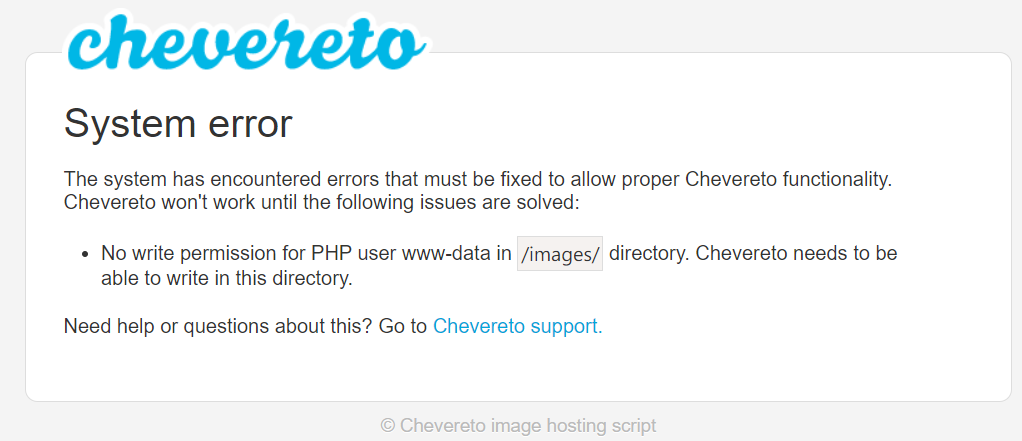 chevereto
System error
The system has encountered errors that must be fixed to allow proper Chevereto functionality.
Chevereto won't work until the following issues are solved:
• No write permission for PHP user www-data in /images/ directory. Chevereto needs to be
able to write in this directory.
Need help or questions about this? Go to Chevereto support.
© Chevereto image hosting script